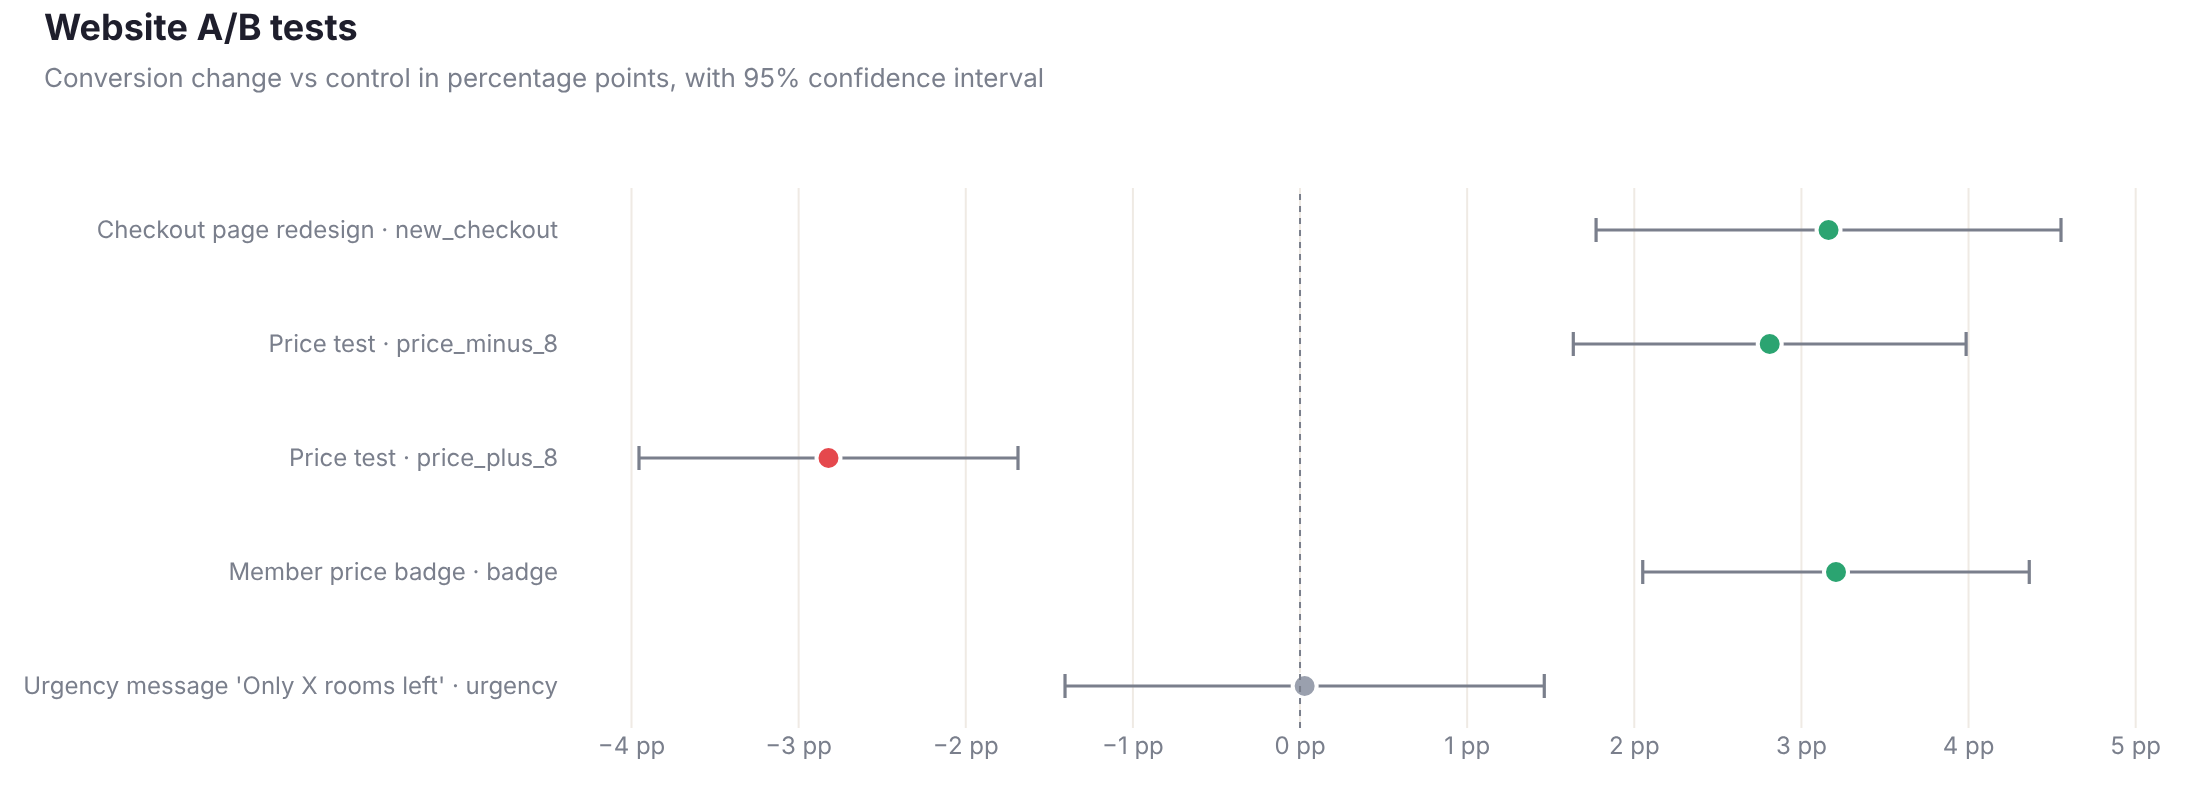 Website A/B tests
Conversion change vs control in percentage points, with 95% confidence interval
Checkout page redesign · new_checkout
Price test · price_minus_8
Price test · price_plus_8
Member price badge · badge
Urgency message 'Only X rooms left' · urgency
−4 pp −3 pp −2 pp −1 pp 0 pp 1 pp 2 pp 3 pp 4 pp 5 pp